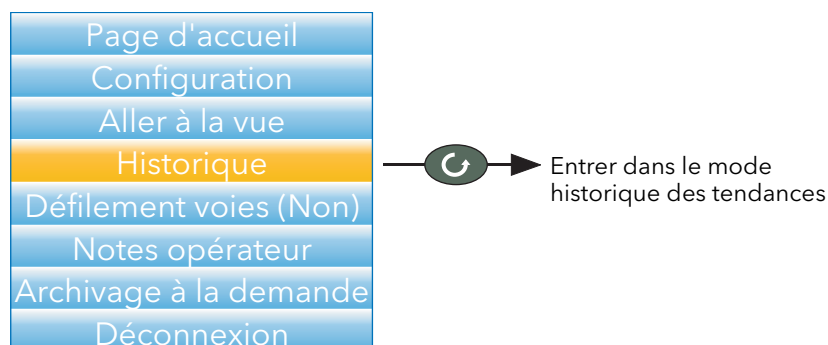 Page d'accueil
Configuration
Aller à la vue
Historique
Défilement voies (Non)
Notes opérateur
Archivage à la demande
Déconnexion
Entrer dans le mode
historique des tendances